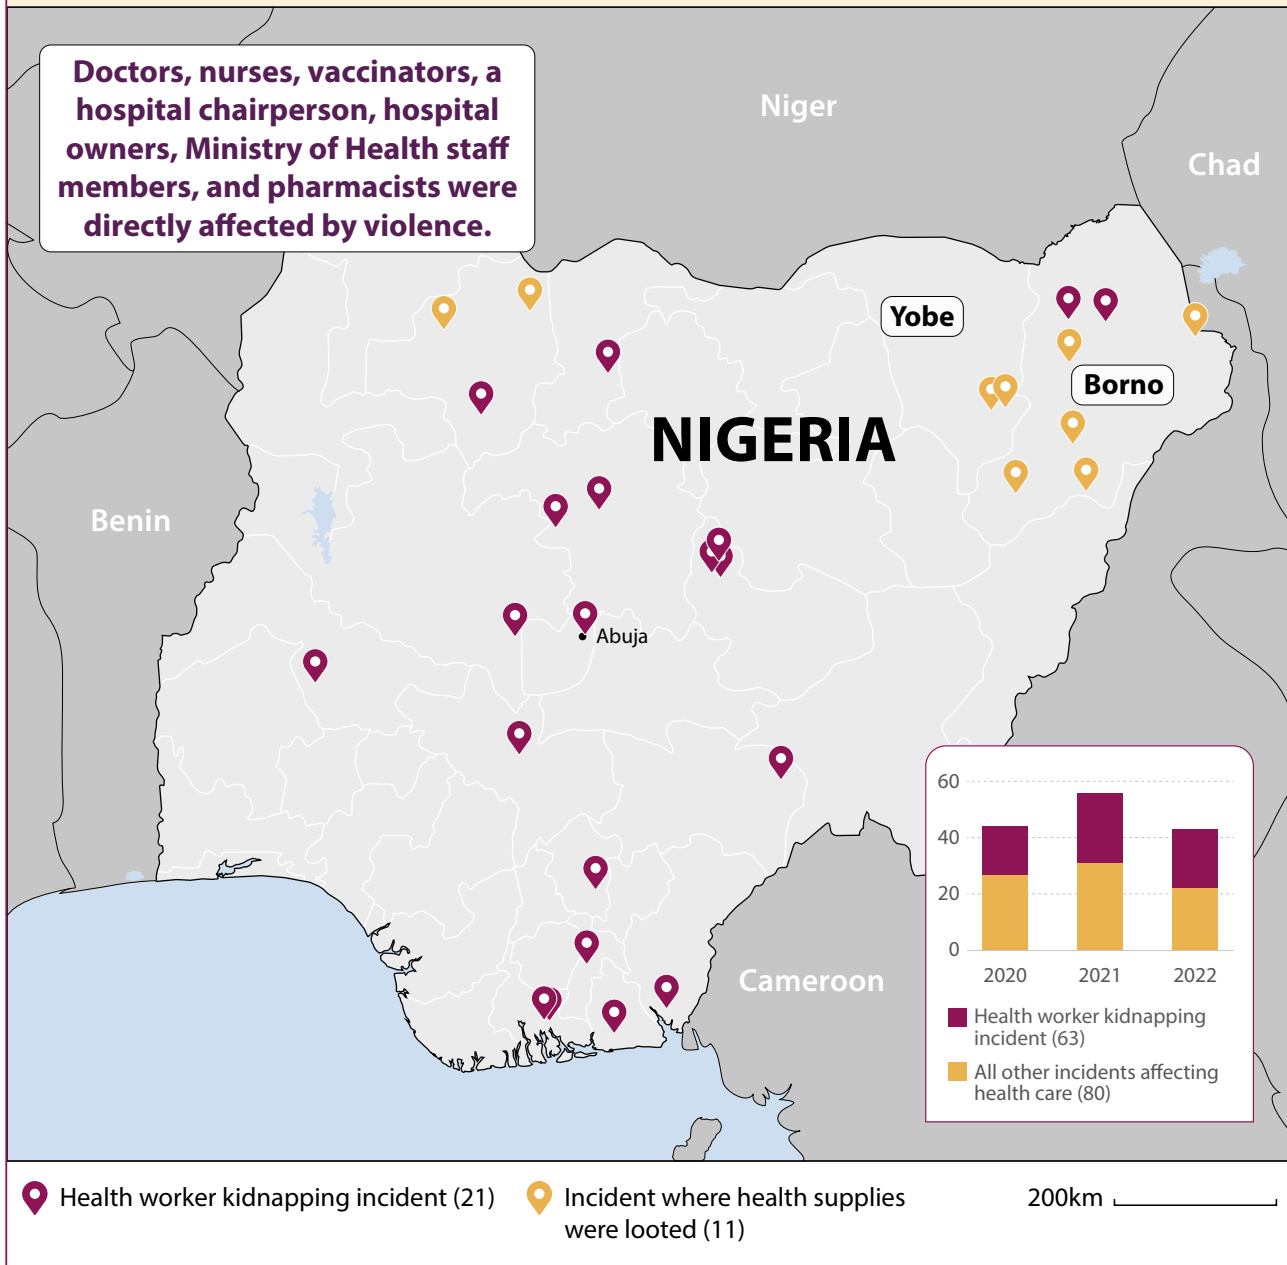 Doctors, nurses, vaccinators, a
hospital chairperson, hospital
owners, Ministry of Health staff
members, and pharmacists were
directly affected by violence.
Niger
Chad
Yobe
Borno
NIGERIA
Benin
Abuja
Cameroon
60
40
20
0
2020 2021 2022
Health worker kidnapping
incident (63)
All other incidents affecting
health care (80)
Health worker kidnapping incident (21)
Incident where health supplies
were looted (11)
200km